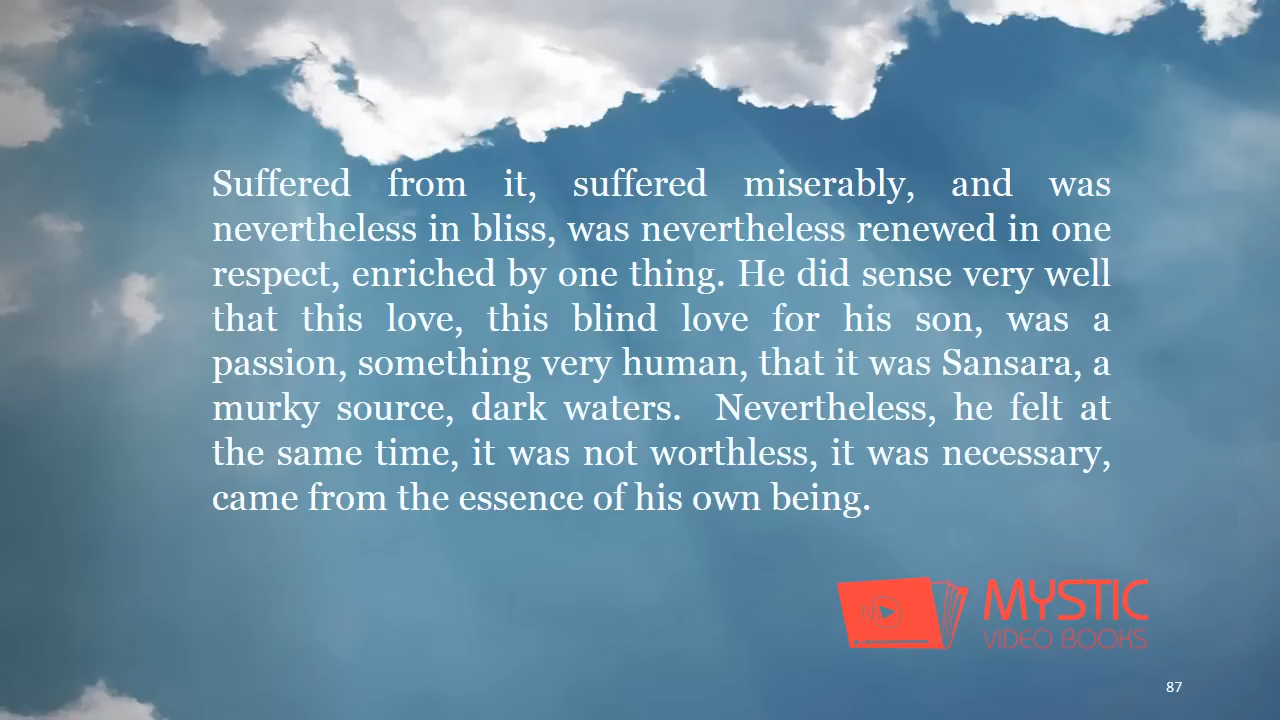 Suffered from it, suffered miserably, and was
nevertheless in bliss, was nevertheless renewed in one
respect, enriched by one thing. He did sense very well
that this love, this blind love for his son, was a
passion, something very human, that it was Sansara, a
murky source, dark waters. Nevertheless, he felt at
the same time, it was not worthless, it was necessary,
came from the essence of his own being.
MYSTIC
VIDEO BOOKS
87